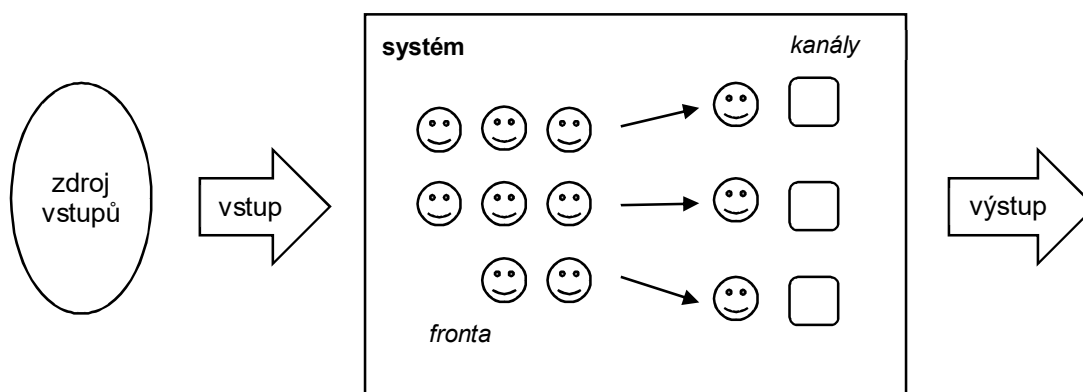 systém
kanály
zdroj
vstupů
vstup
výstup
fronta